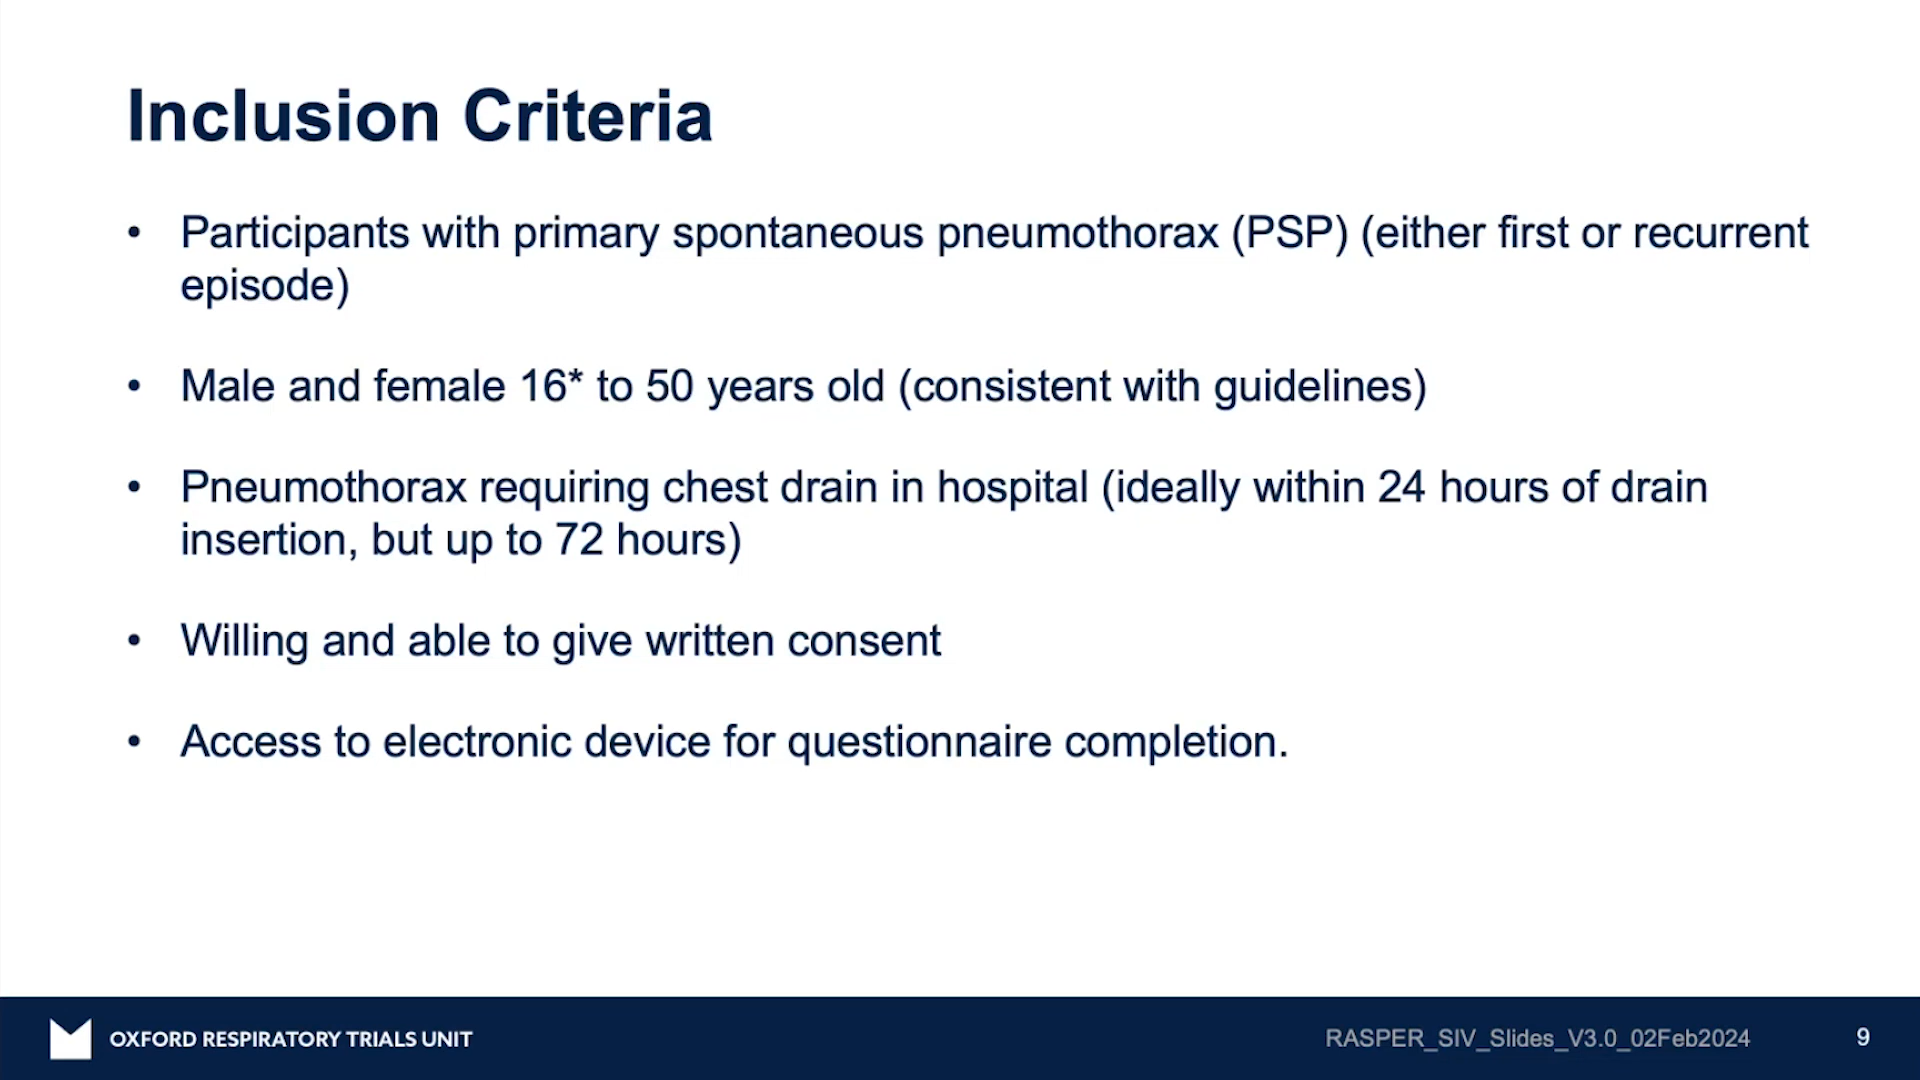 Inclusion Criteria
• Participants with primary spontaneous pneumothorax (PSP) (either first or recurrent
episode)
• Male and female 16* to 50 years old (consistent with guidelines)
• Pneumothorax requiring chest drain in hospital (ideally within 24 hours of drain
insertion, but up to 72 hours)
• Willing and able to give written consent
• Access to electronic device for questionnaire completion.
OXFORD RESPIRATORY TRIALS UNIT
RASPER_SIV_Slides_V3.0_02Feb2024
9